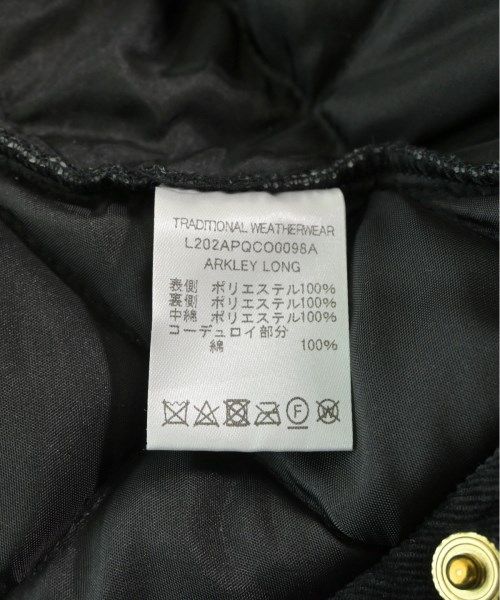 TRADITIONAL WEATHERWEAR
L202APQCO0098A
ARKLEY LONG
表側 ポリエステル100%
裏側 ポリエステル100%
中綿 ポリエステル100%
コーデュロイ部分
綿 100%
F W